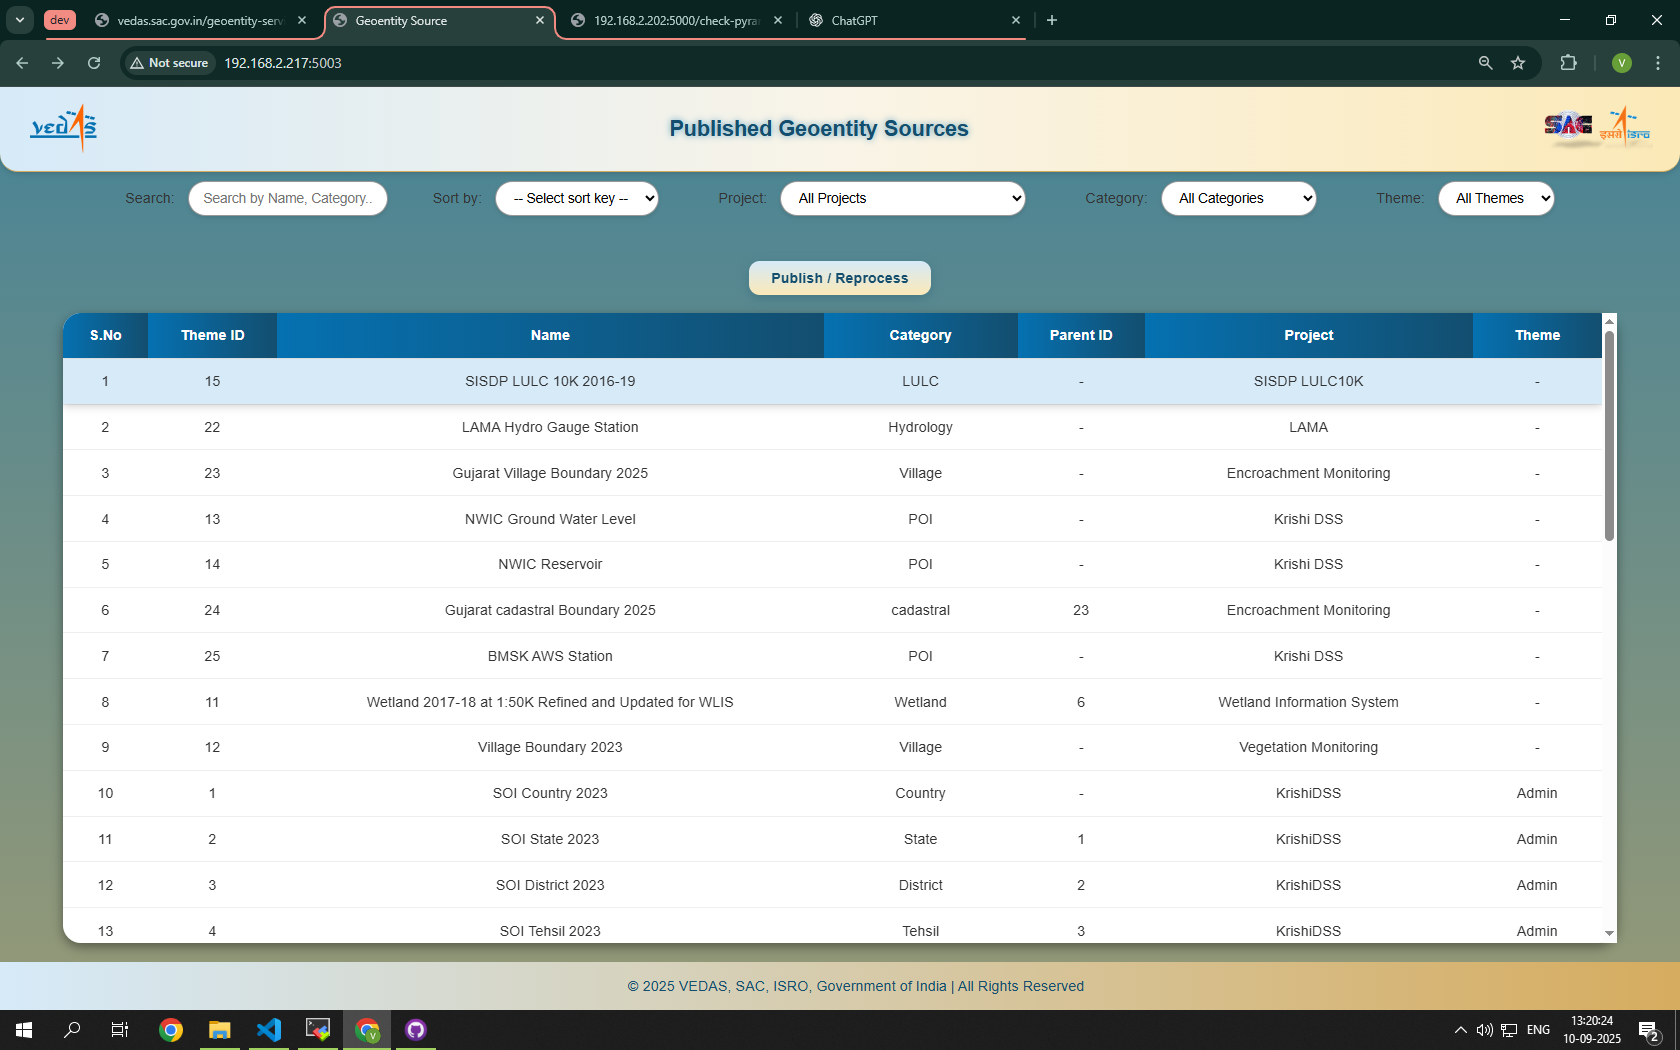 dev
vedas.sac.gov.in/geoentity-serv
Geoentity Source
192.168.2.202:5000/check-pyra
ChatGPT
Not secure
192.168.2.217:5003
V
vedas
Published Geoentity Sources
SAC
इसरो isro
Search: Search by Name, Category.. Sort by: -- Select sort key -- Project: All Projects Category: All Categories Theme: All Themes
Publish / Reprocess
S.No Theme ID Name Category Parent ID Project Theme
1 15 SISDP LULC 10K 2016-19 LULC - SISDP LULC10K -
2 22 LAMA Hydro Gauge Station Hydrology - LAMA -
3 23 Gujarat Village Boundary 2025 Village - Encroachment Monitoring -
4 13 NWIC Ground Water Level POI - Krishi DSS -
5 14 NWIC Reservoir POI - Krishi DSS -
6 24 Gujarat cadastral Boundary 2025 cadastral 23 Encroachment Monitoring -
7 25 BMSK AWS Station POI - Krishi DSS -
8 11 Wetland 2017-18 at 1:50K Refined and Updated for WLIS Wetland 6 Wetland Information System -
9 12 Village Boundary 2023 Village - Vegetation Monitoring -
10 1 SOI Country 2023 Country - KrishiDSS Admin
11 2 SOI State 2023 State 1 KrishiDSS Admin
12 3 SOI District 2023 District 2 KrishiDSS Admin
13 4 SOI Tehsil 2023 Tehsil 3 KrishiDSS Admin
© 2025 VEDAS, SAC, ISRO, Government of India | All Rights Reserved
V
ENG
13:20:24
10-09-2025
2